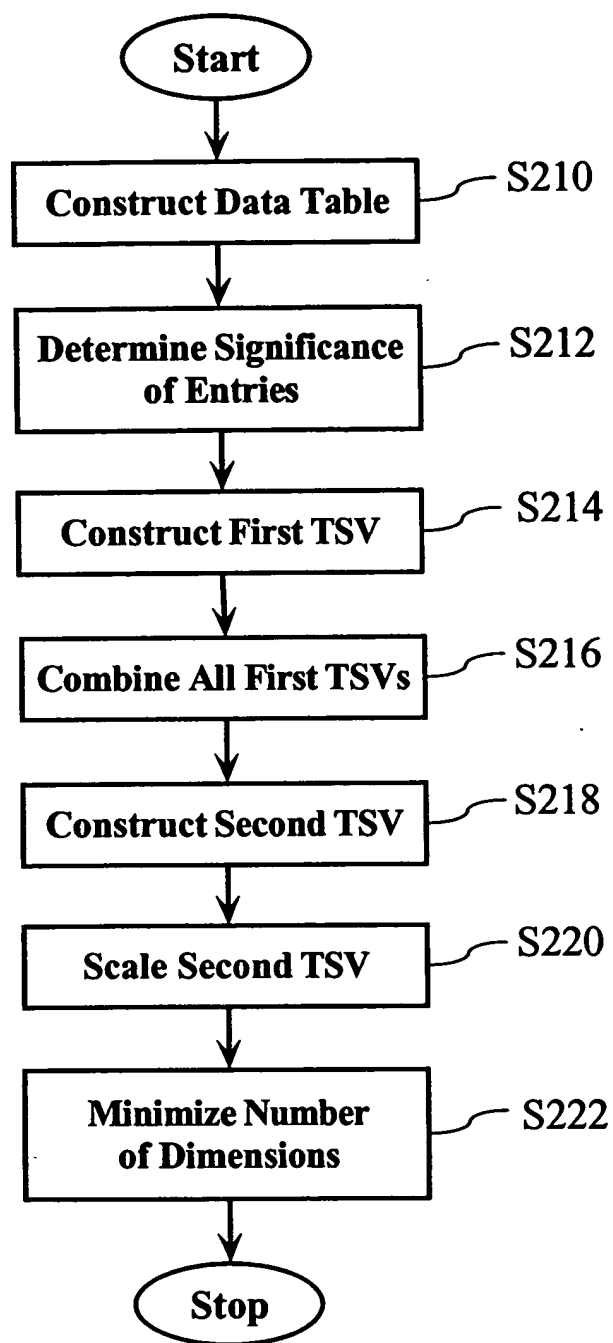 Start
Construct Data Table
S210
Determine Significance
of Entries
S212
Construct First TSV
S214
Combine All First TSVs
S216
Construct Second TSV
S218
Scale Second TSV
S220
Minimize Number
of Dimensions
S222
Stop